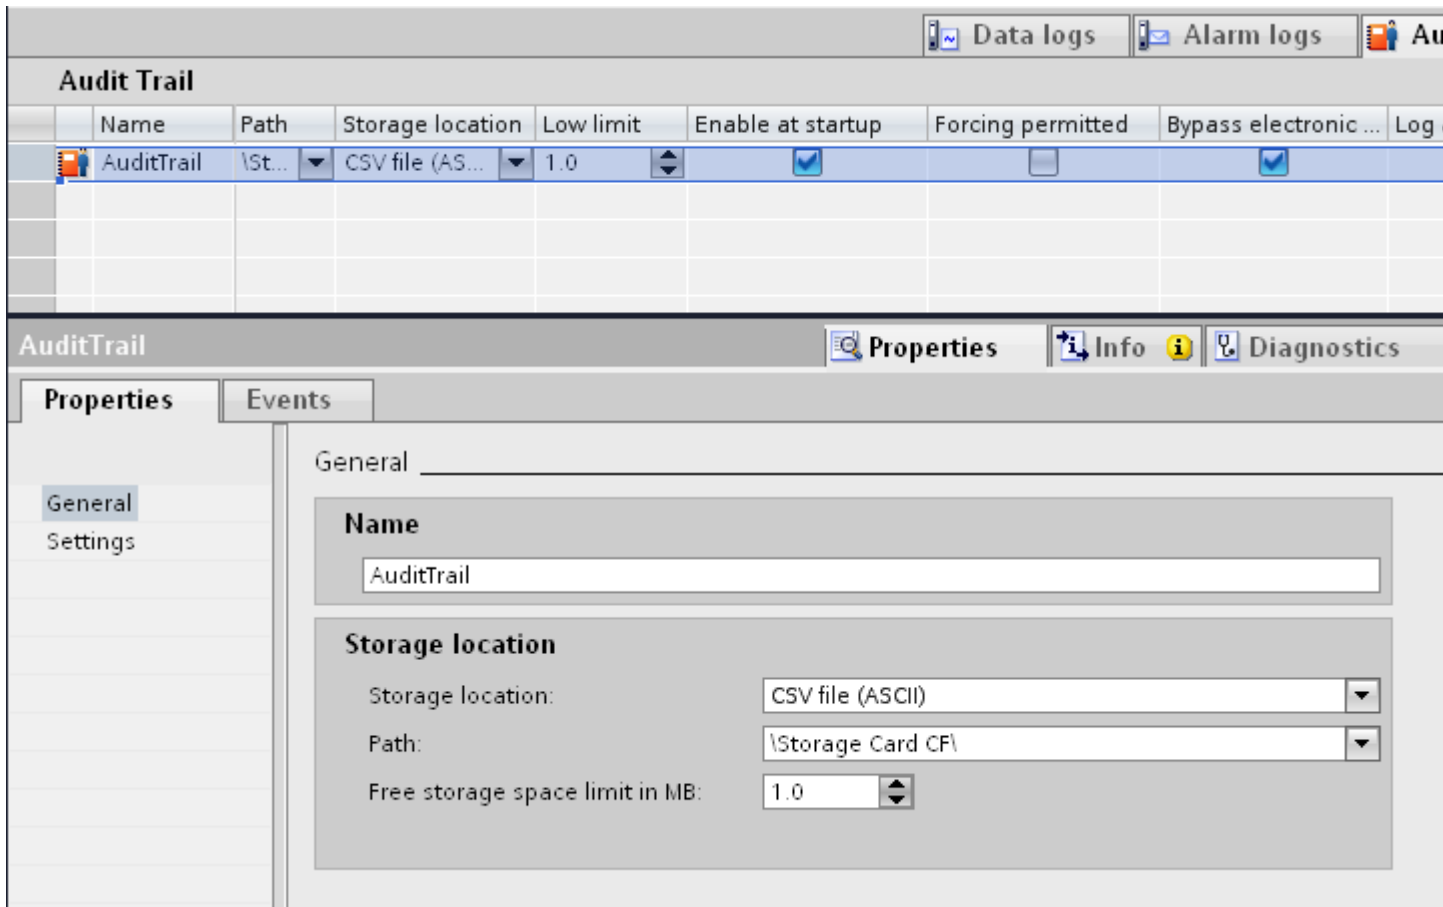 Data logs Alarm logs Au
Audit Trail
Name Path Storage location Low limit Enable at startup Forcing permitted Bypass electronic ... Log
AuditTrail \St... CSV file (AS... 1.0
AuditTrail Properties Info Diagnostics
Properties Events
General
General
Settings
Name
AuditTrail
Storage location
Storage location: CSV file (ASCII)
Path: \Storage Card CF\
Free storage space limit in MB: 1.0